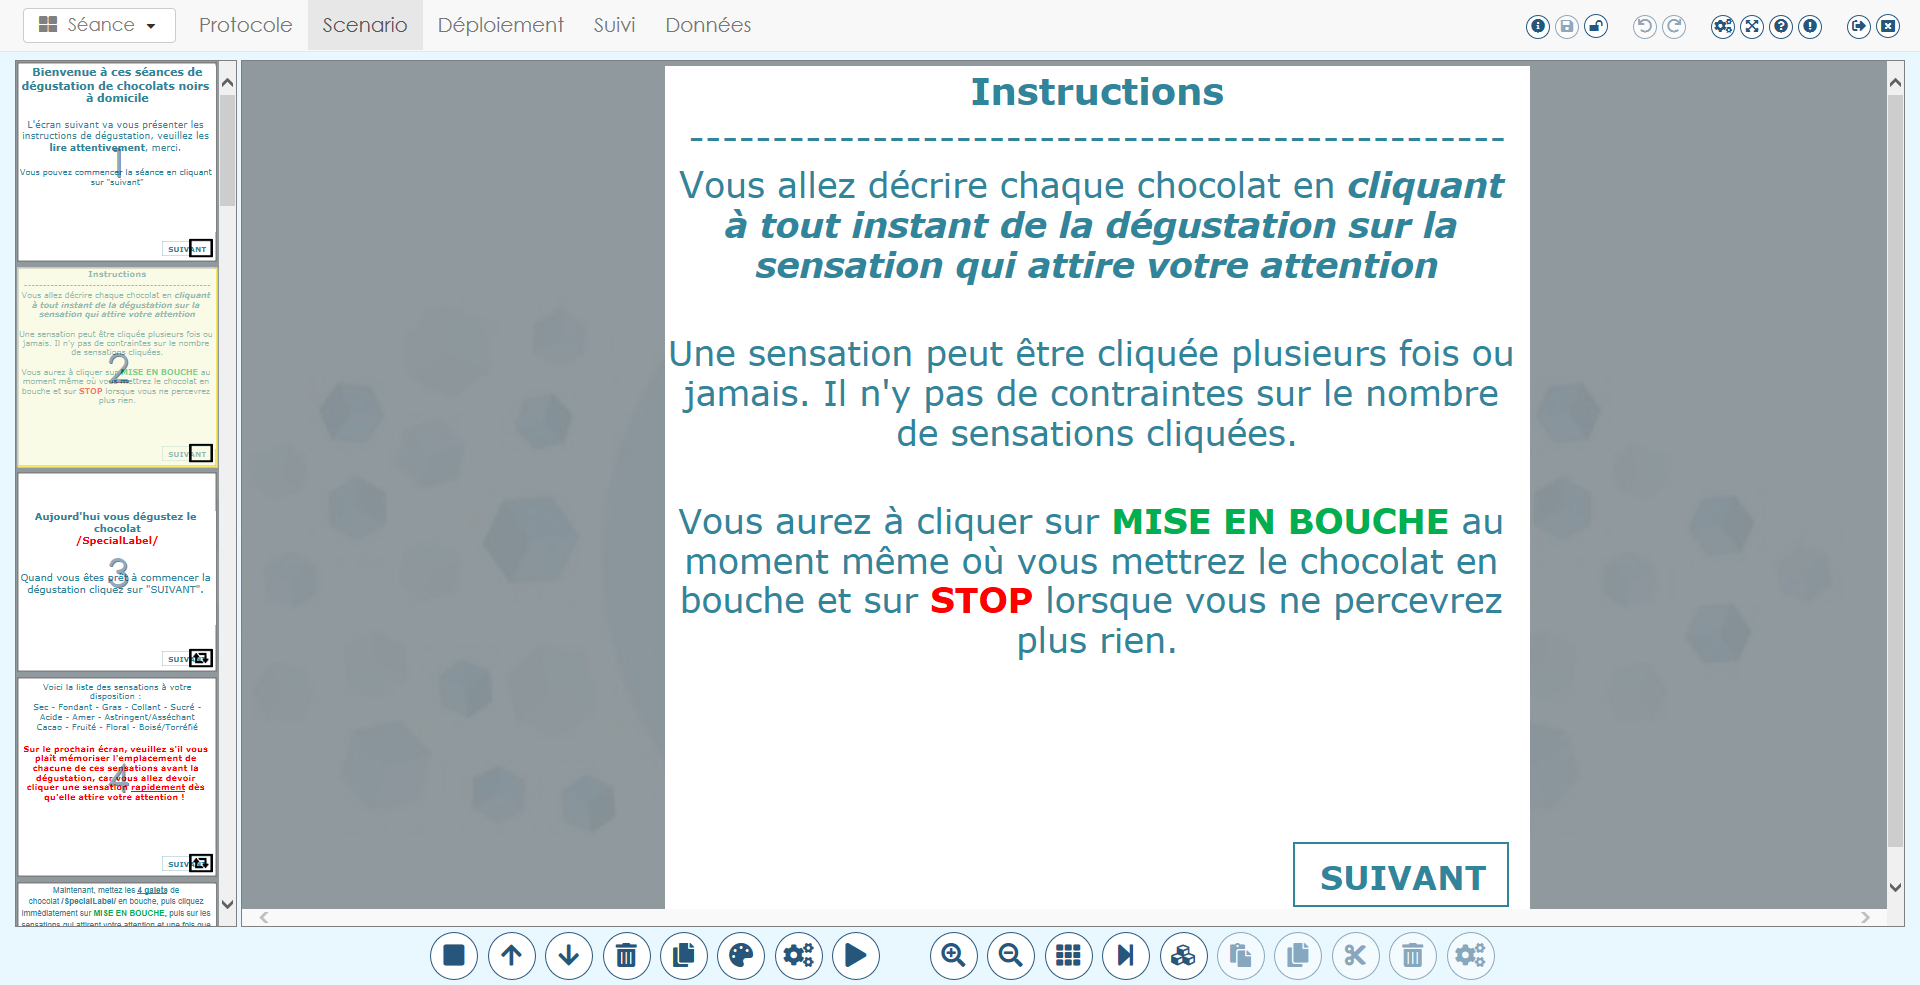 Séance
Protocole
Scenario
Déploiement
Suivi
Données
Bienvenue à ces séances de
dégustation de chocolats noirs
à domicile
L'écran suivant va vous présenter les
instructions de dégustation, veuillez les
lire attentivement, merci.
Vous pouvez commencer la séance en cliquant
sur "suivant"
1
SUIVANT
Instructions
------------------------------------------------
Vous allez décrire chaque chocolat en cliquant
à tout instant de la dégustation sur la
sensation qui attire votre attention
Une sensation peut être cliquée plusieurs fois ou
jamais. Il n'y pas de contraintes sur le nombre
de sensations cliquées.
2
Vous aurez à cliquer sur MISE EN BOUCHE au
moment même où vous mettrez le chocolat en
bouche et sur STOP lorsque vous ne percevrez
plus rien.
SUIVANT
Aujourd'hui vous dégustez le
chocolat
/SpecialLabel/
3
Quand vous êtes prêt à commencer la
dégustation cliquez sur "SUIVANT".
SUIVANT
Voici la liste des sensations à votre
disposition :
Sec - Fondant - Gras - Collant - Sucré -
Acide - Amer - Astringent/Asséchant
Cacao - Fruité - Floral - Boisé/Torréfié
Sur le prochain écran, veuillez s'il vous
plaît mémoriser l'emplacement de
chacune de ces sensations avant la
dégustation, car vous allez devoir
cliquer une sensation rapidement dès
qu'elle attire votre attention !
4
SUIVANT
Maintenant, mettez les 4 galets de
chocolat /SpecialLabel/ en bouche, puis cliquez
immédiatement sur MISE EN BOUCHE, puis sur les
sensations qui attirent votre attention et une fois que
Instructions
------------------------------------------------
Vous allez décrire chaque chocolat en cliquant
à tout instant de la dégustation sur la
sensation qui attire votre attention
Une sensation peut être cliquée plusieurs fois ou
jamais. Il n'y pas de contraintes sur le nombre
de sensations cliquées.
Vous aurez à cliquer sur MISE EN BOUCHE au
moment même où vous mettrez le chocolat en
bouche et sur STOP lorsque vous ne percevrez
plus rien.
SUIVANT